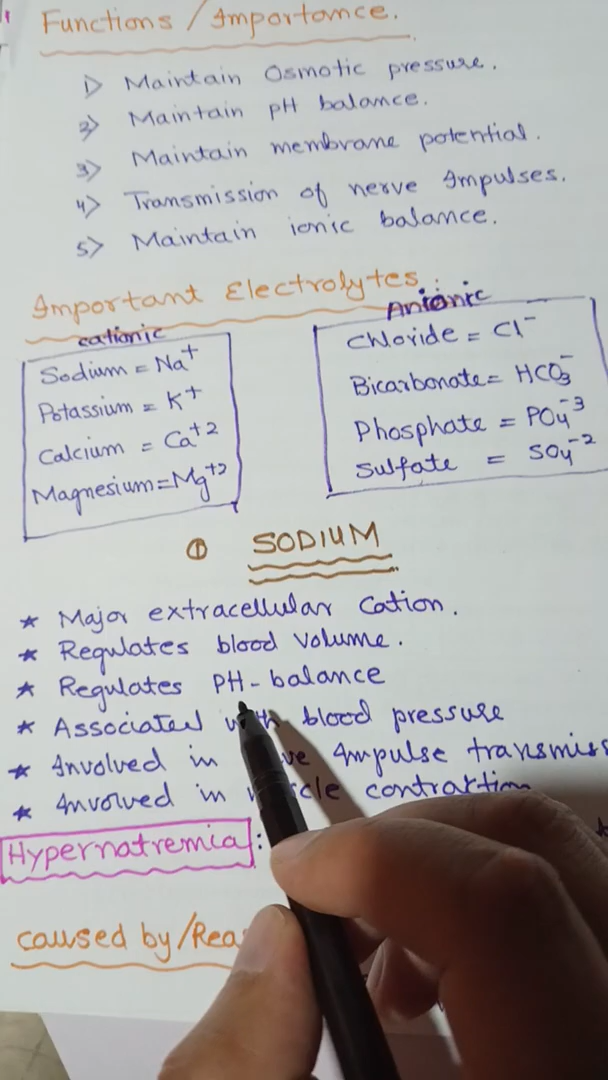 Functions / Importance.
1) Maintain Osmotic pressure.
2) Maintain pH balance.
3) Maintain membrane potential.
4) Transmission of nerve Impulses.
5) Maintain ionic balance.
Important Electrolytes :
cationic
Sodium = Na⁺
Potassium = K⁺
Calcium = Ca⁺²
Magnesium = Mg⁺²
Anionic
Chloride = Cl⁻
Bicarbonate = HCO₃⁻
Phosphate = PO₄⁻³
Sulfate = SO₄⁻²
① SODIUM
* Major extracellular Cation.
* Regulates blood volume.
* Regulates PH - balance
* Associated with blood pressure
* Involved in Impulse
* Involved in contraction
Hypernatremia :
caused by /